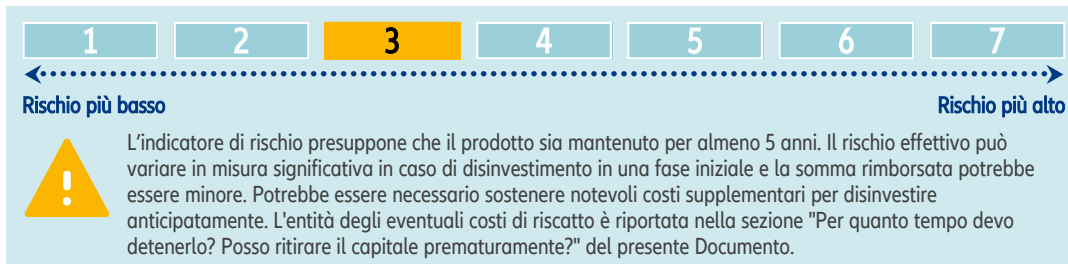 1 2 3 4 5 6 7
Rischio più basso Rischio più alto
L'indicatore di rischio presuppone che il prodotto sia mantenuto per almeno 5 anni. Il rischio effettivo può
variare in misura significativa in caso di disinvestimento in una fase iniziale e la somma rimborsata potrebbe
essere minore. Potrebbe essere necessario sostenere notevoli costi supplementari per disinvestire
anticipatamente. L'entità degli eventuali costi di riscatto è riportata nella sezione "Per quanto tempo devo
detenerlo? Posso ritirare il capitale prematuramente?" del presente Documento.